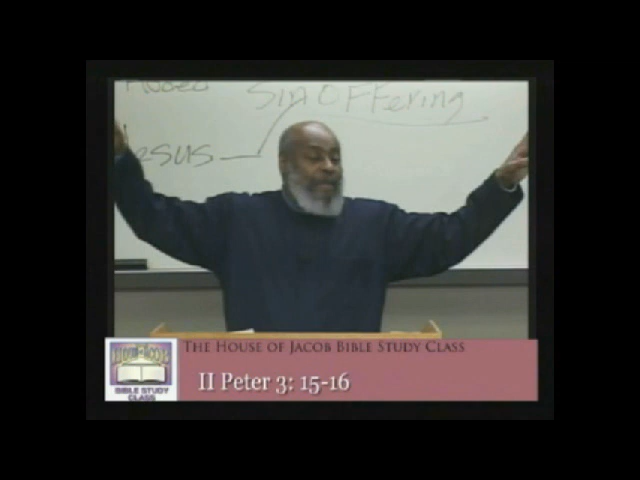 Sin OFFering
THE HOUSE OF JACOB BIBLE STUDY CLASS
II Peter 3: 15-16
BIBLE STUDY
CLASS